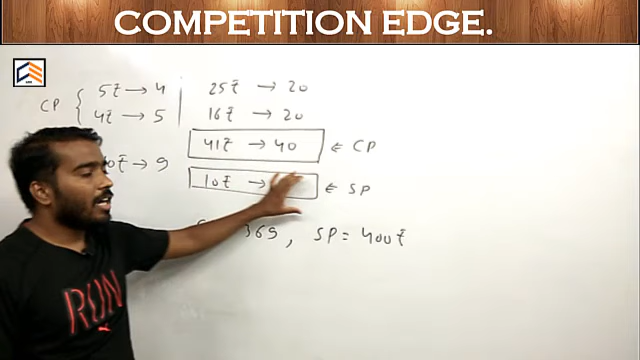 COMPETITION EDGE.
CP { 5₹ → 4 | 25₹ → 20
4₹ → 5 | 16₹ → 20
41₹ → 40 ← CP
→ 9
10₹ → ← SP
369, SP = 400₹
RUN